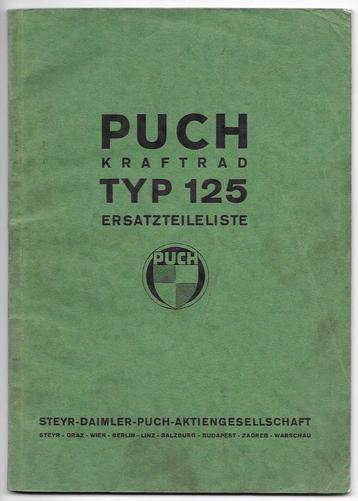 PUCH
KRAFTRAD
TYP 125
ERSATZTEILELISTE
PUCH
STEYR-DAIMLER-PUCH-AKTIENGESELLSCHAFT
STEYR - GRAZ - WIEN - BERLIN - LINZ - SALZBURG - BUDAPEST - ZAGREB - WARSCHAU